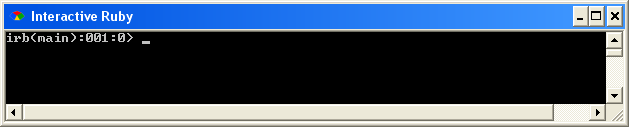 Interactive Ruby
irb(main):001:0> _